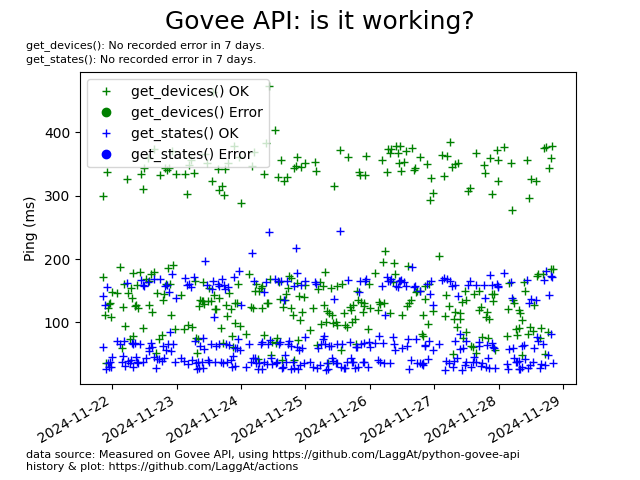 Govee API: is it working?
get_devices(): No recorded error in 7 days.
get_states(): No recorded error in 7 days.
get_devices() OK
get_devices() Error
get_states() OK
get_states() Error
Ping (ms)
400
300
200
100
2024-11-22
2024-11-23
2024-11-24
2024-11-25
2024-11-26
2024-11-27
2024-11-28
2024-11-29
data source: Measured on Govee API, using https://github.com/LaggAt/python-govee-api
history & plot: https://github.com/LaggAt/actions